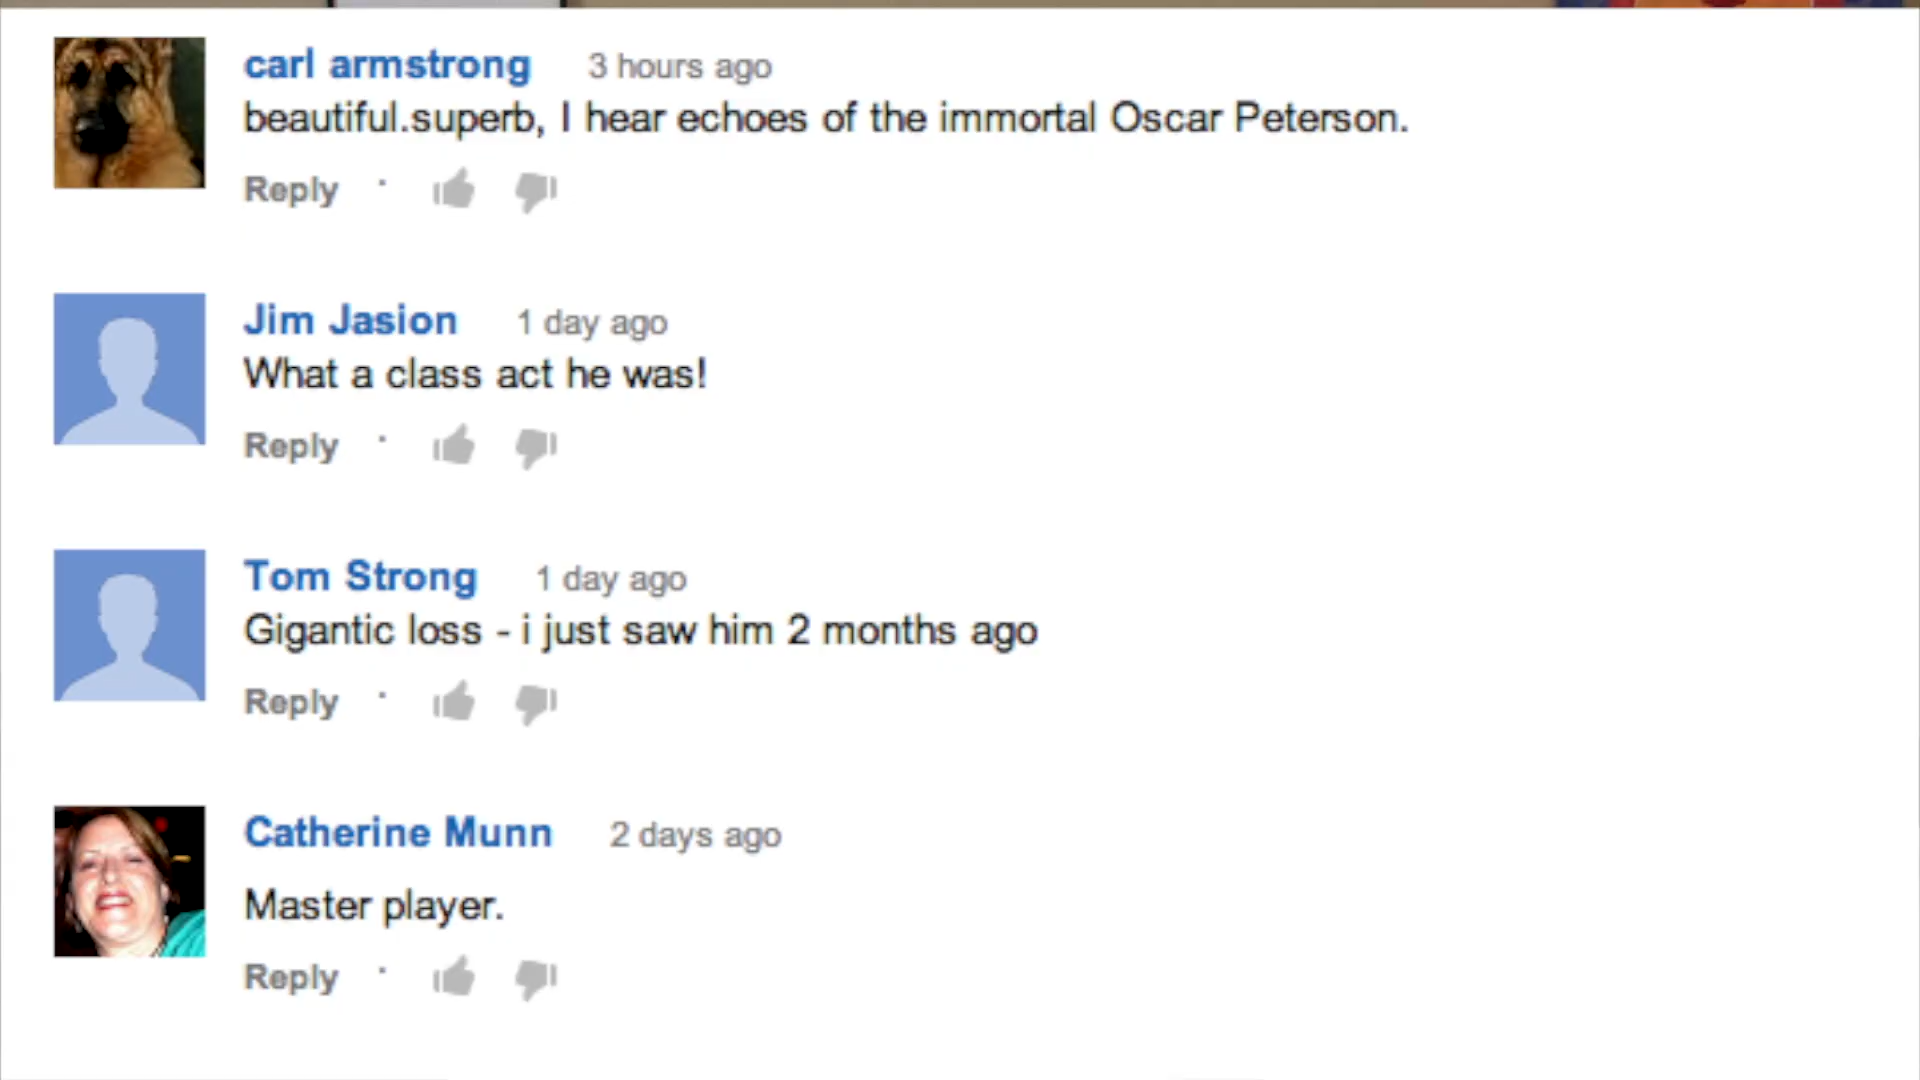 carl armstrong 3 hours ago
beautiful.superb, I hear echoes of the immortal Oscar Peterson.
Reply ·
Jim Jasion 1 day ago
What a class act he was!
Reply ·
Tom Strong 1 day ago
Gigantic loss - i just saw him 2 months ago
Reply ·
Catherine Munn 2 days ago
Master player.
Reply ·